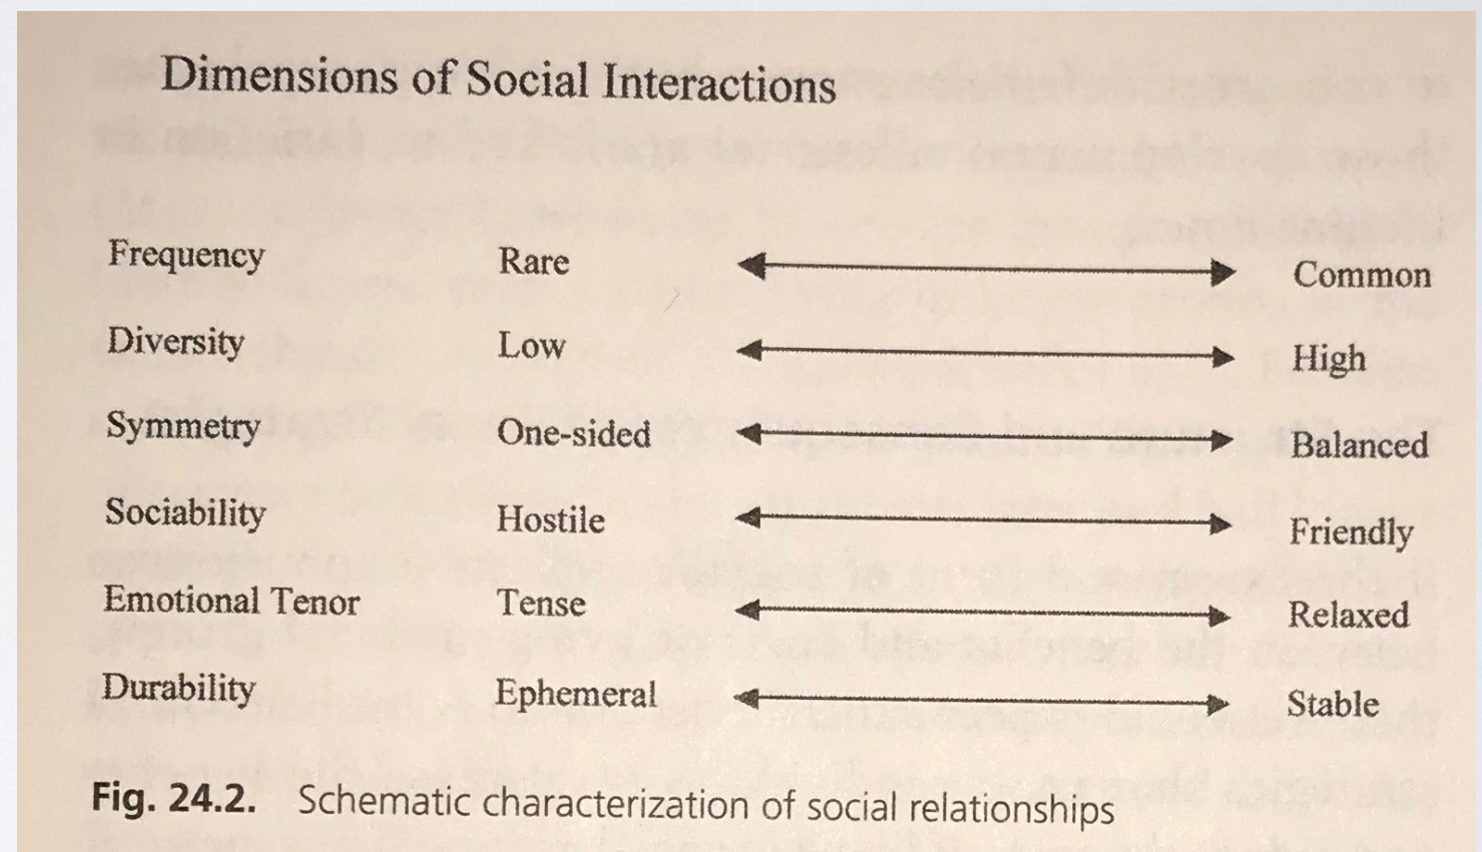 Dimensions of Social Interactions
Frequency Rare Common
Diversity Low High
Symmetry One-sided Balanced
Sociability Hostile Friendly
Emotional Tenor Tense Relaxed
Durability Ephemeral Stable
Fig. 24.2. Schematic characterization of social relationships